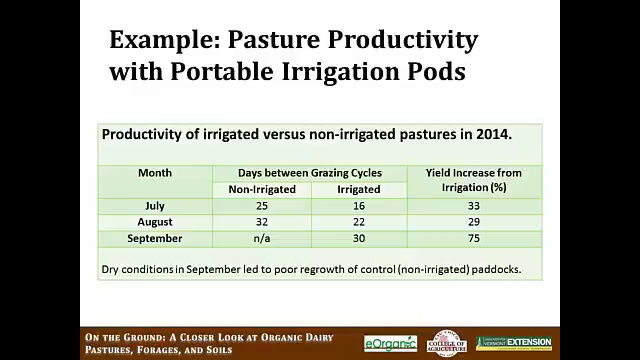 Example: Pasture Productivity
with Portable Irrigation Pods
Productivity of irrigated versus non-irrigated pastures in 2014.
Month Days between Grazing Cycles Yield Increase from
Irrigation (%)
Non-Irrigated Irrigated
July 25 16 33
August 32 22 29
September n/a 30 75
Dry conditions in September led to poor regrowth of control (non-irrigated) paddocks.
ON THE GROUND: A CLOSER LOOK AT ORGANIC DAIRY
PASTURES, FORAGES, AND SOILS
eOrganic
COLLEGE OF
AGRICULTURE
VERMONT EXTENSION